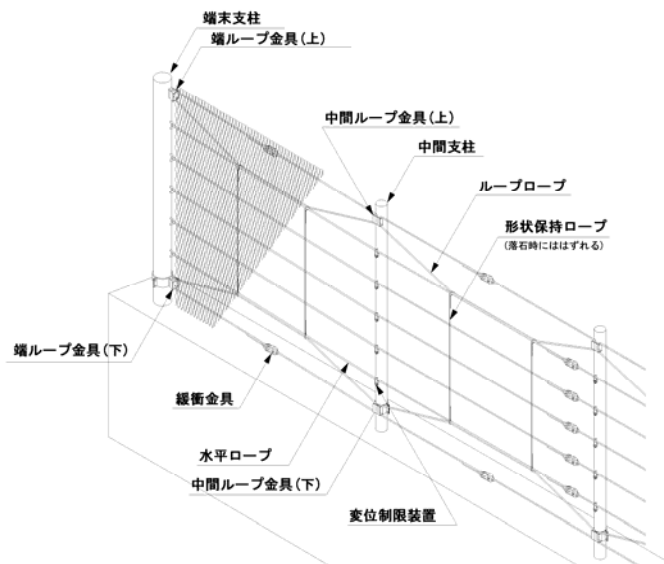 端末支柱
端ループ金具(上)
中間ループ金具(上)
中間支柱
ループロープ
形状保持ロープ
(落石時にははずれる)
端ループ金具(下)
緩衝金具
水平ロープ
中間ループ金具(下)
変位制限装置